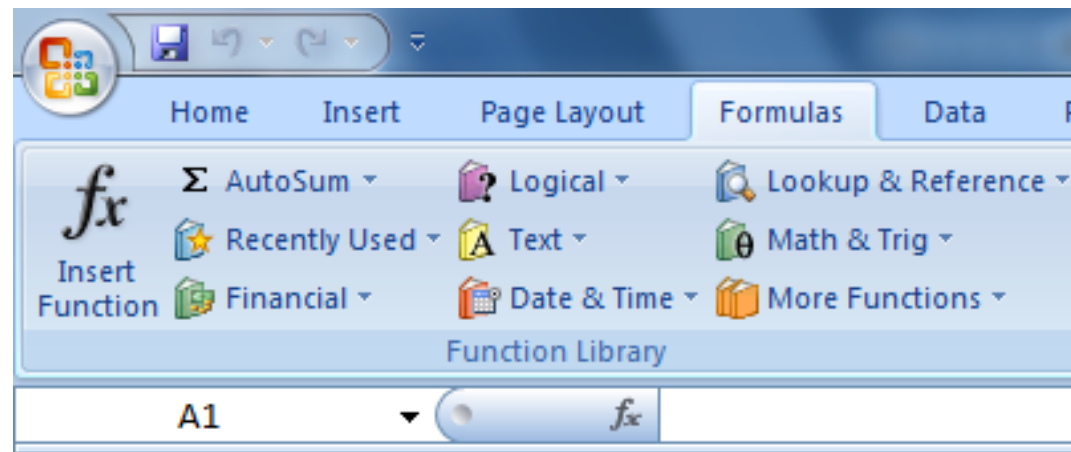 Home Insert Page Layout Formulas Data
fx Σ AutoSum Logical Lookup & Reference
Recently Used A Text θ Math & Trig
Insert
Function Financial Date & Time More Functions
Function Library
A1 fx